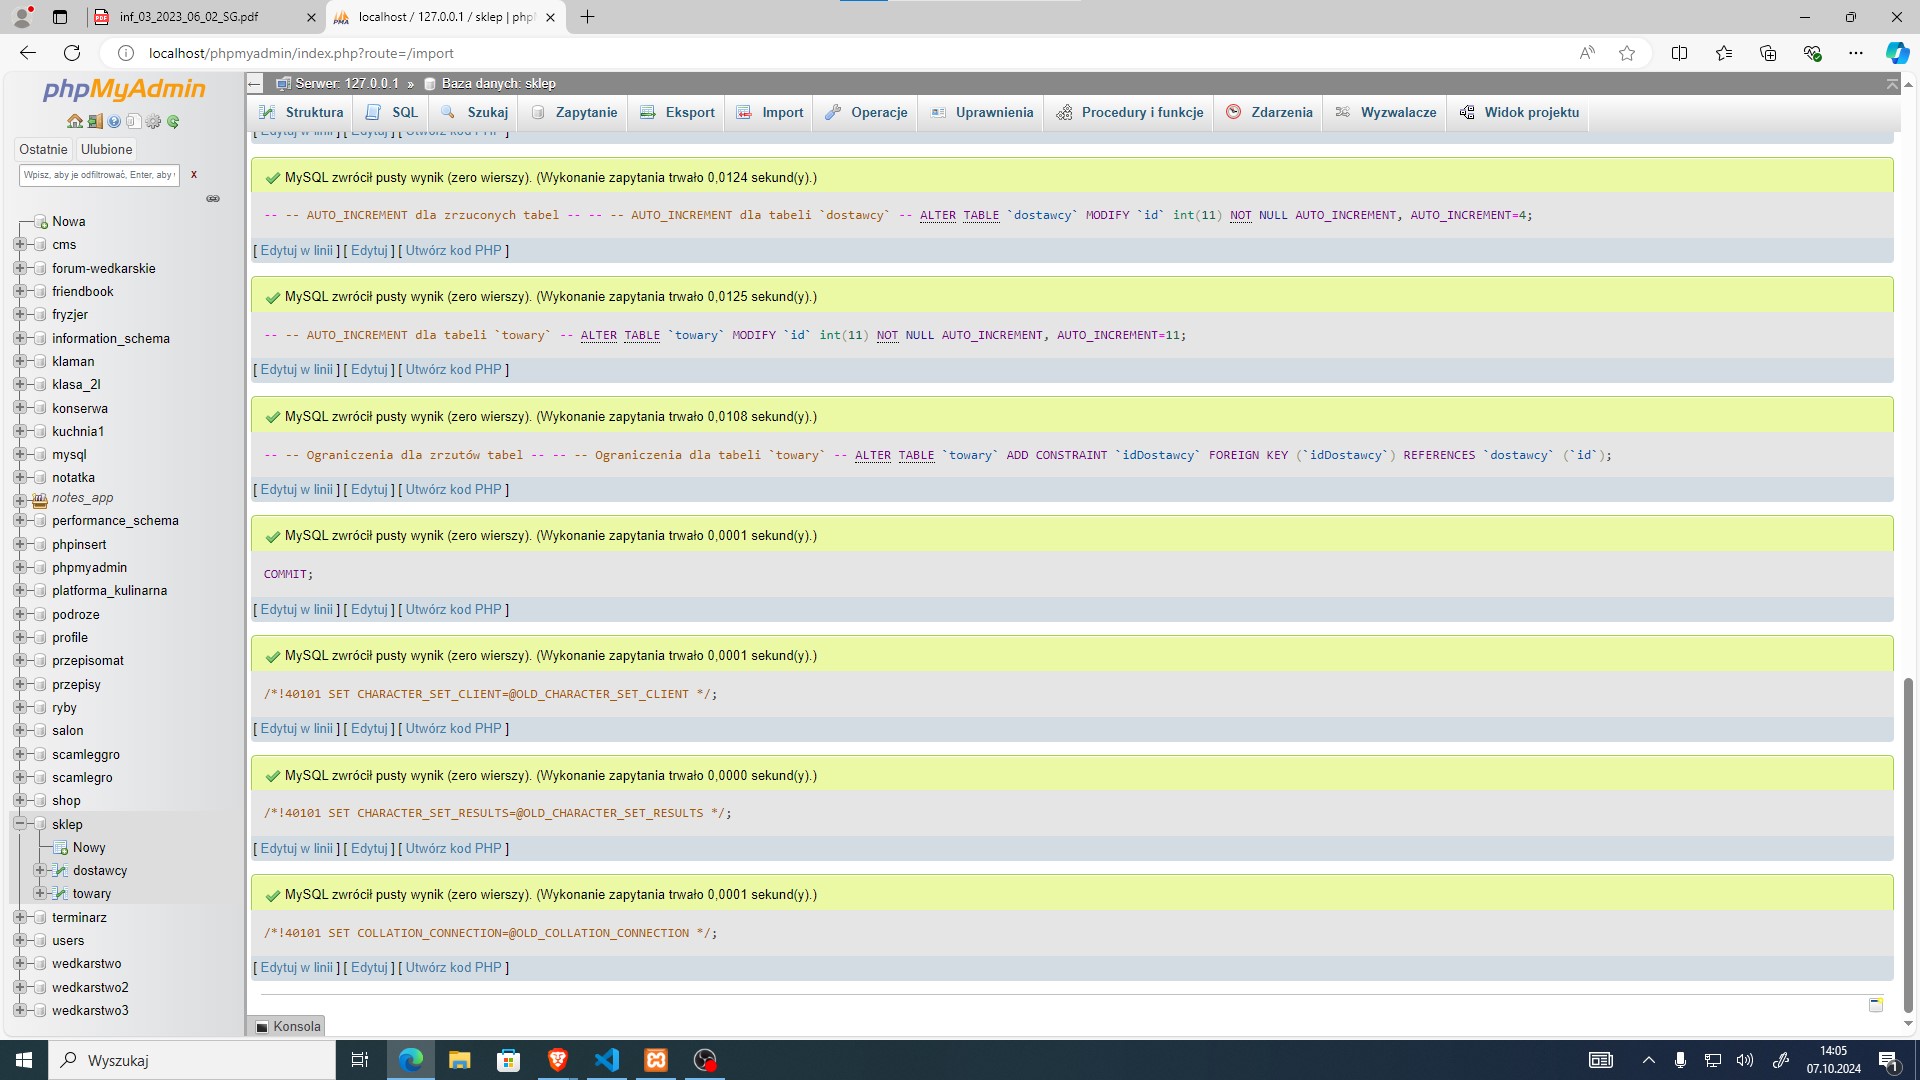 inf_03_2023_06_02_SG.pdf
localhost / 127.0.0.1 / sklep | php
localhost/phpmyadmin/index.php?route=/import
phpMyAdmin
Serwer: 127.0.0.1 » Baza danych: sklep
Struktura SQL Szukaj Zapytanie Eksport Import Operacje Uprawnienia Procedury i funkcje Zdarzenia Wyzwalacze Widok projektu
Ostatnie Ulubione
Wpisz, aby je odfiltrować, Enter, aby X
Nowa
cms
forum-wedkarskie
friendbook
fryzjer
information_schema
klaman
klasa_2l
konserwa
kuchnia1
mysql
notatka
notes_app
performance_schema
phpinsert
phpmyadmin
platforma_kulinarna
podroze
profile
przepisomat
przepisy
ryby
salon
scamleggro
scamlegro
shop
sklep
Nowy
dostawcy
towary
terminarz
users
wedkarstwo
wedkarstwo2
wedkarstwo3
[ Edytuj w linii ] [ Edytuj ] [ Utwórz kod PHP ]
MySQL zwrócił pusty wynik (zero wierszy). (Wykonanie zapytania trwało 0,0124 sekund(y).)
-- -- AUTO_INCREMENT dla zrzuconych tabel -- -- -- AUTO_INCREMENT dla tabeli `dostawcy` -- ALTER TABLE `dostawcy` MODIFY `id` int(11) NOT NULL AUTO_INCREMENT, AUTO_INCREMENT=4;
[ Edytuj w linii ] [ Edytuj ] [ Utwórz kod PHP ]
MySQL zwrócił pusty wynik (zero wierszy). (Wykonanie zapytania trwało 0,0125 sekund(y).)
-- -- AUTO_INCREMENT dla tabeli `towary` -- ALTER TABLE `towary` MODIFY `id` int(11) NOT NULL AUTO_INCREMENT, AUTO_INCREMENT=11;
[ Edytuj w linii ] [ Edytuj ] [ Utwórz kod PHP ]
MySQL zwrócił pusty wynik (zero wierszy). (Wykonanie zapytania trwało 0,0108 sekund(y).)
-- -- Ograniczenia dla zrzutów tabel -- -- -- Ograniczenia dla tabeli `towary` -- ALTER TABLE `towary` ADD CONSTRAINT `idDostawcy` FOREIGN KEY (`idDostawcy`) REFERENCES `dostawcy` (`id`);
[ Edytuj w linii ] [ Edytuj ] [ Utwórz kod PHP ]
MySQL zwrócił pusty wynik (zero wierszy). (Wykonanie zapytania trwało 0,0001 sekund(y).)
COMMIT;
[ Edytuj w linii ] [ Edytuj ] [ Utwórz kod PHP ]
MySQL zwrócił pusty wynik (zero wierszy). (Wykonanie zapytania trwało 0,0001 sekund(y).)
/*!40101 SET CHARACTER_SET_CLIENT=@OLD_CHARACTER_SET_CLIENT */;
[ Edytuj w linii ] [ Edytuj ] [ Utwórz kod PHP ]
MySQL zwrócił pusty wynik (zero wierszy). (Wykonanie zapytania trwało 0,0000 sekund(y).)
/*!40101 SET CHARACTER_SET_RESULTS=@OLD_CHARACTER_SET_RESULTS */;
[ Edytuj w linii ] [ Edytuj ] [ Utwórz kod PHP ]
MySQL zwrócił pusty wynik (zero wierszy). (Wykonanie zapytania trwało 0,0001 sekund(y).)
/*!40101 SET COLLATION_CONNECTION=@OLD_COLLATION_CONNECTION */;
[ Edytuj w linii ] [ Edytuj ] [ Utwórz kod PHP ]
Konsola
Wyszukaj
14:05
07.10.2024
1